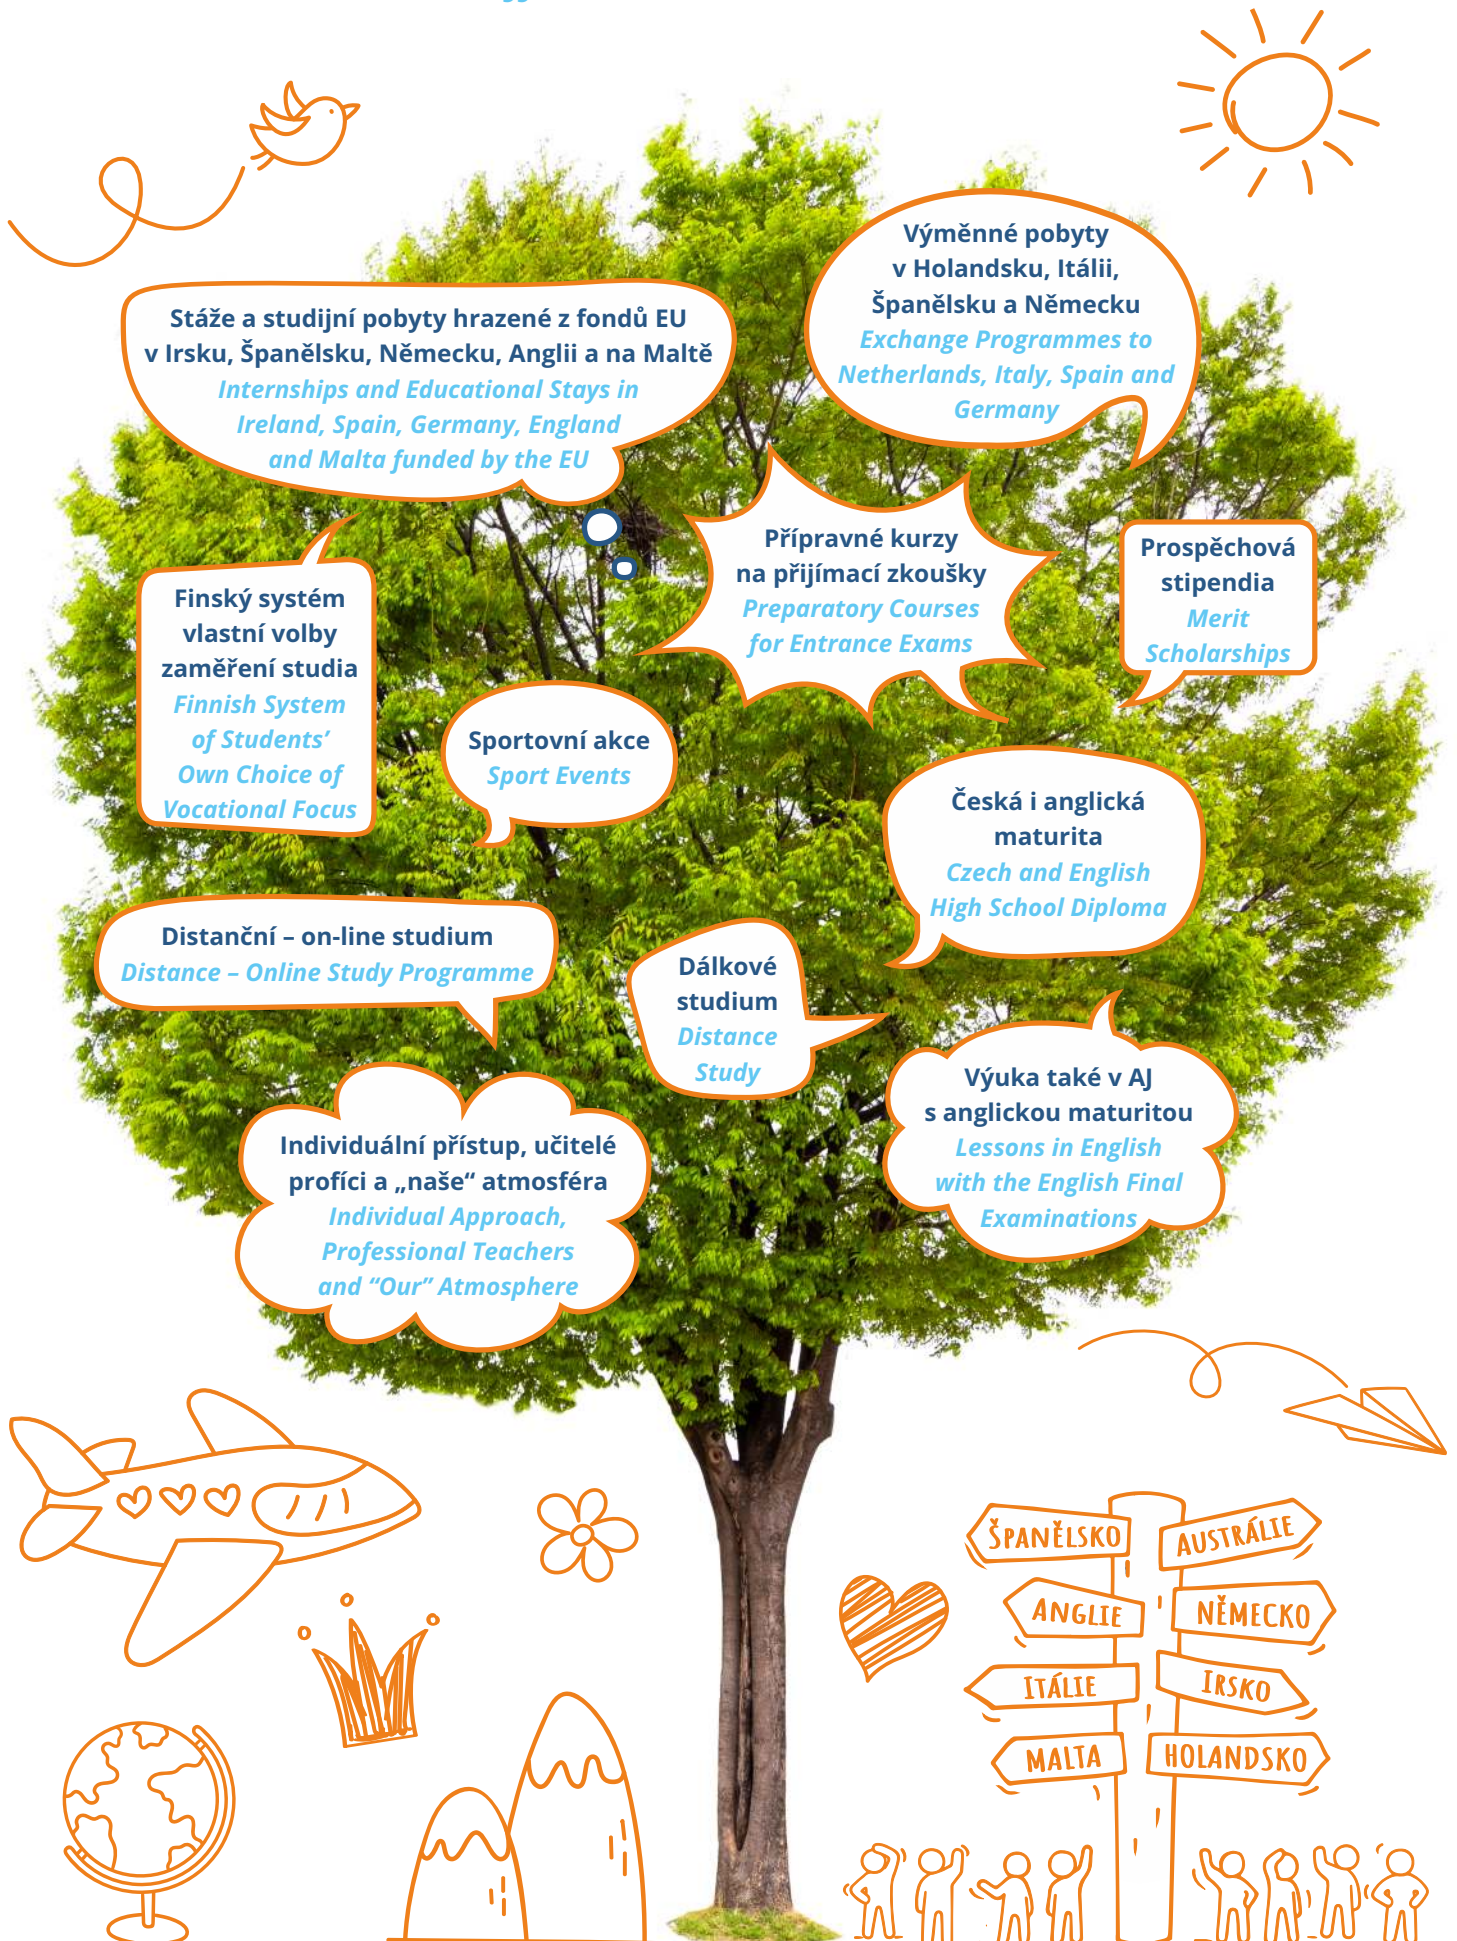 Výměnné pobyty
v Holandsku, Itálii,
Španělsku a Německu
Exchange Programmes to
Netherlands, Italy, Spain and
Germany
Stáže a studijní pobyty hrazené z fondů EU
v Irsku, Španělsku, Německu, Anglii a na Maltě
Internships and Educational Stays in
Ireland, Spain, Germany, England
and Malta funded by the EU
Přípravné kurzy
na přijímací zkoušky
Preparatory Courses
for Entrance Exams
Prospěchová
stipendia
Merit
Scholarships
Finský systém
vlastní volby
zaměření studia
Finnish System
of Students’
Own Choice of
Vocational Focus
Sportovní akce
Sport Events
Česká i anglická
maturita
Czech and English
High School Diploma
Distanční – on-line studium
Distance – Online Study Programme
Dálkové
studium
Distance
Study
Výuka také v AJ
s anglickou maturitou
Lessons in English
with the English Final
Examinations
Individuální přístup, učitelé
profíci a „naše“ atmosféra
Individual Approach,
Professional Teachers
and “Our” Atmosphere
ŠPANĚLSKO
AUSTRÁLIE
ANGLIE
NĚMECKO
ITÁLIE
IRSKO
MALTA
HOLANDSKO